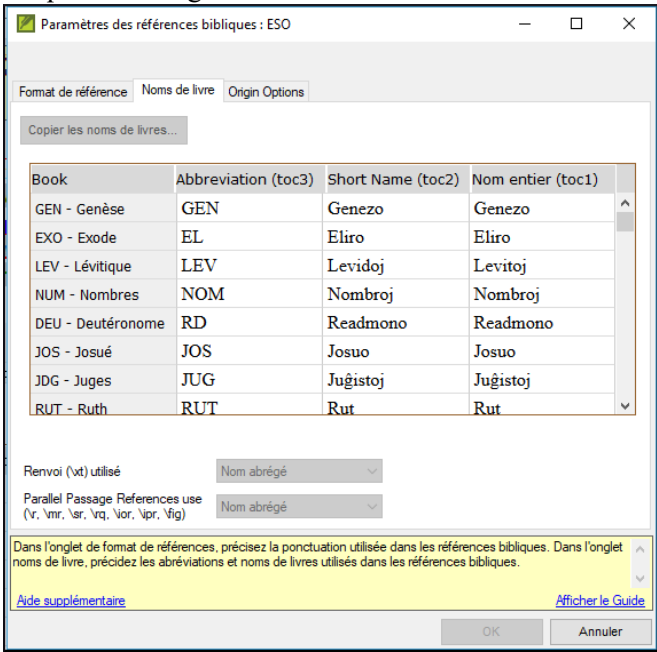 Paramètres des références bibliques : ESO
Format de référence Noms de livre Origin Options
Copier les noms de livres...
Book Abbreviation (toc3) Short Name (toc2) Nom entier (toc1)
GEN - Genèse GEN Genezo Genezo
EXO - Exode EL Eliro Eliro
LEV - Lévitique LEV Levidoj Levitoj
NUM - Nombres NOM Nombroj Nombroj
DEU - Deutéronome RD Readmono Readmono
JOS - Josué JOS Josuo Josuo
JDG - Juges JUG Juĝistoj Juĝistoj
RUT - Ruth RUT Rut Rut
Renvoi (\xt) utilisé Nom abrégé
Parallel Passage References use
(\r, \mr, \sr, \rq, \ior, \ipr, \fig) Nom abrégé
Dans l'onglet de format de références, précisez la ponctuation utilisée dans les références bibliques. Dans l'onglet
noms de livre, précidez les abréviations et noms de livres utilisés dans les références bibliques.
Aide supplémentaire Afficher le Guide
OK Annuler